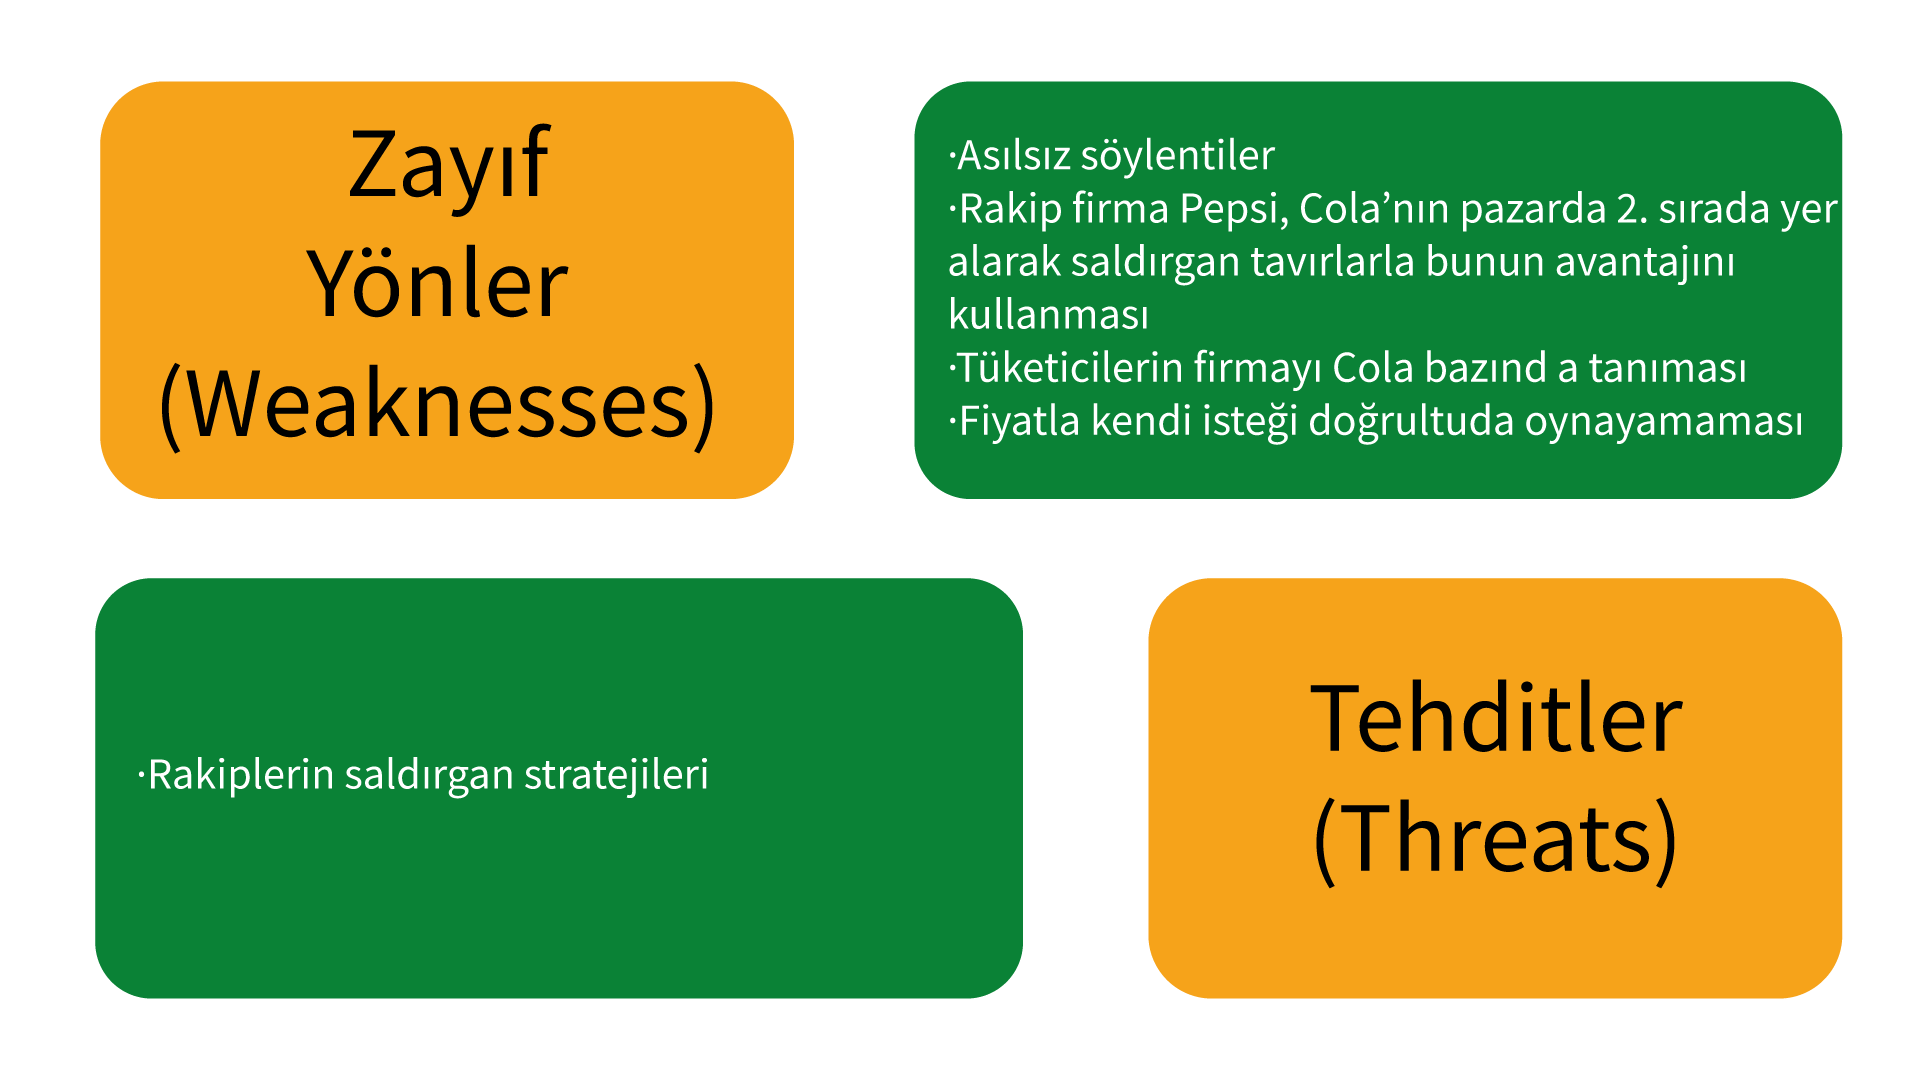 Zayıf
Yönler
(Weaknesses)
·Asılsız söylentiler
·Rakip firma Pepsi, Cola’nın pazarda 2. sırada yer
alarak saldırgan tavırlarla bunun avantajını
kullanması
·Tüketicilerin firmayı Cola bazınd a tanıması
·Fiyatla kendi isteği doğrultuda oynayamaması
·Rakiplerin saldırgan stratejileri
Tehditler
(Threats)